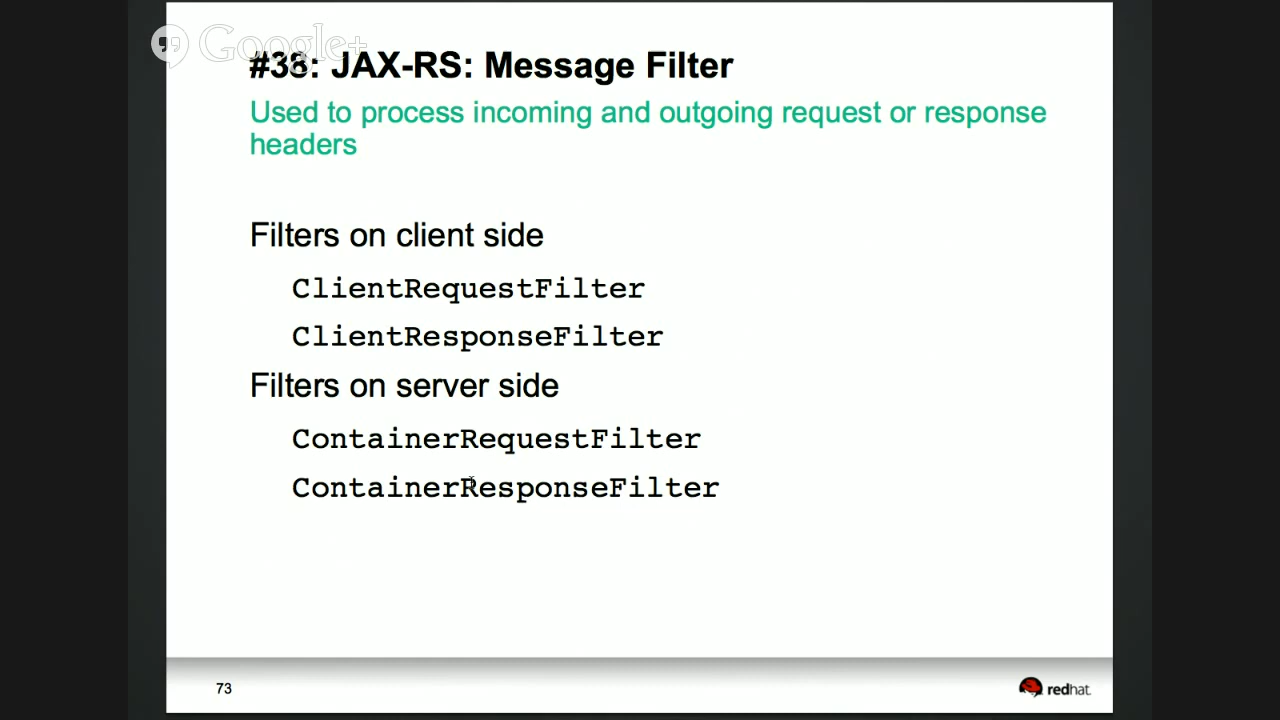 Google+
#38: JAX-RS: Message Filter
Used to process incoming and outgoing request or response
headers
Filters on client side
ClientRequestFilter
ClientResponseFilter
Filters on server side
ContainerRequestFilter
ContainerResponseFilter
73
redhat.